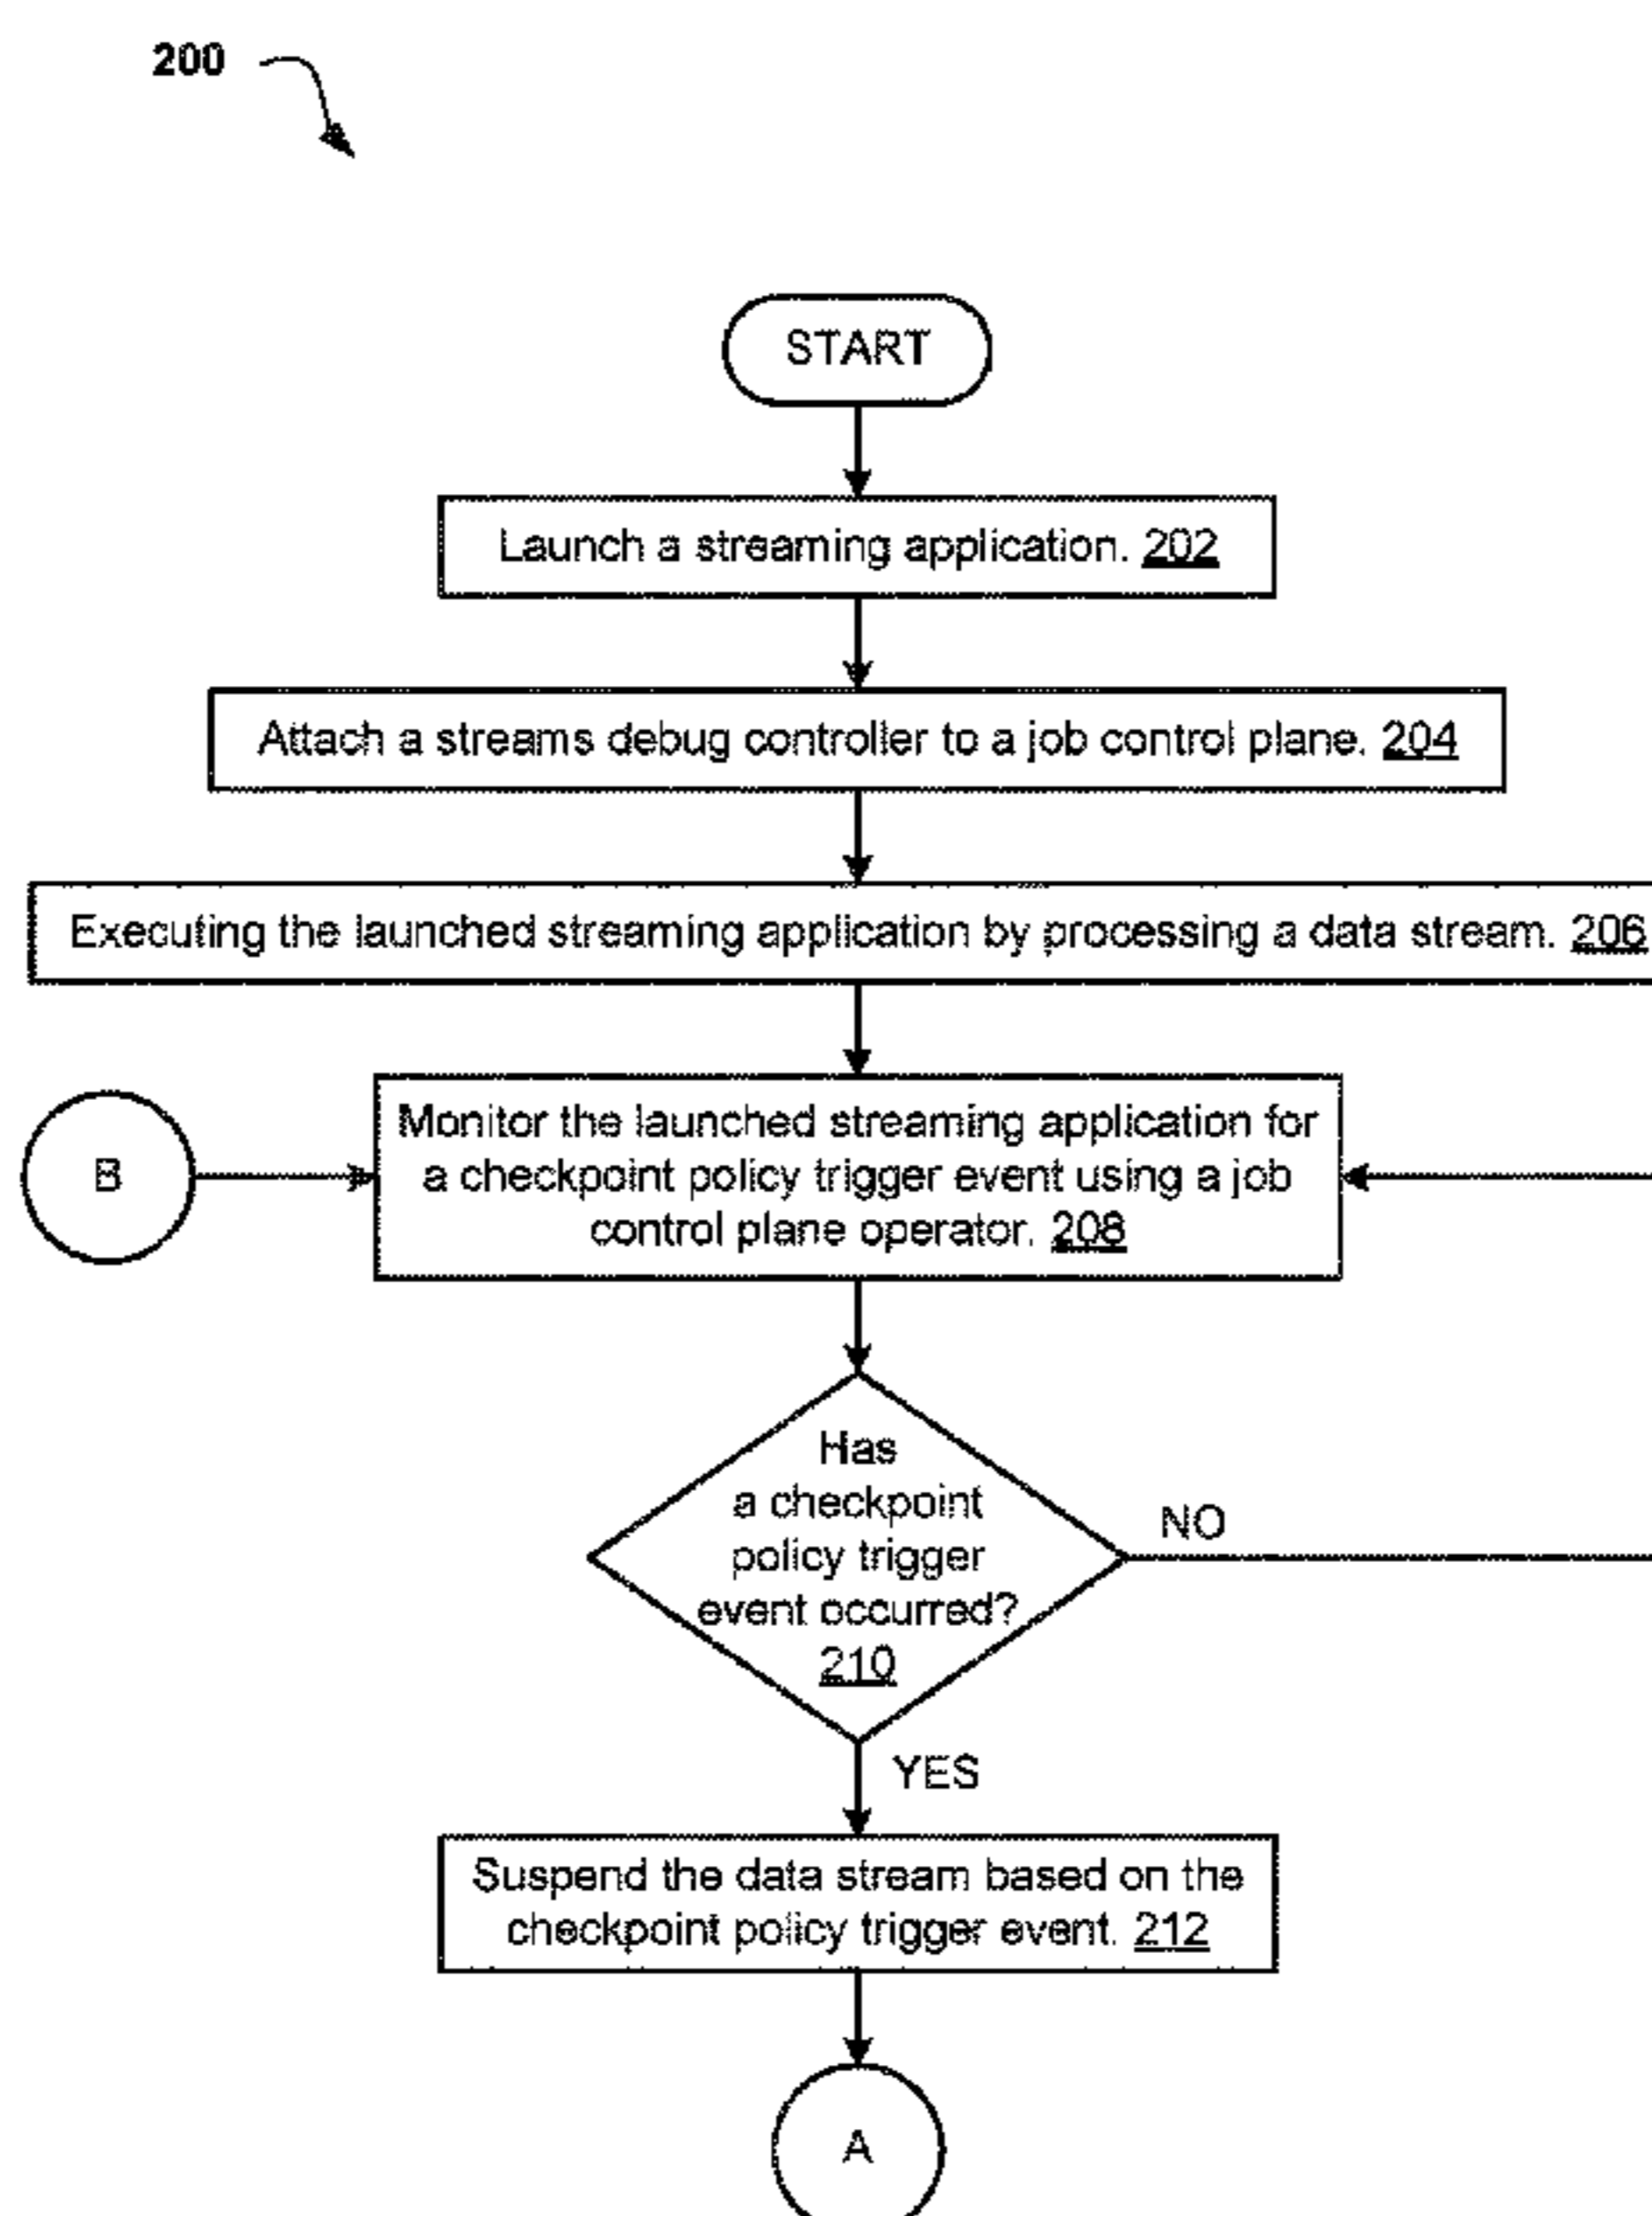 200
START
Launch a streaming application. 202
Attach a streams debug controller to a job control plane. 204
Executing the launched streaming application by processing a data stream. 206
B
Monitor the launched streaming application for
a checkpoint policy trigger event using a job
control plane operator. 208
Has
a checkpoint
policy trigger
event occurred?
210
NO
YES
Suspend the data stream based on the
checkpoint policy trigger event. 212
A